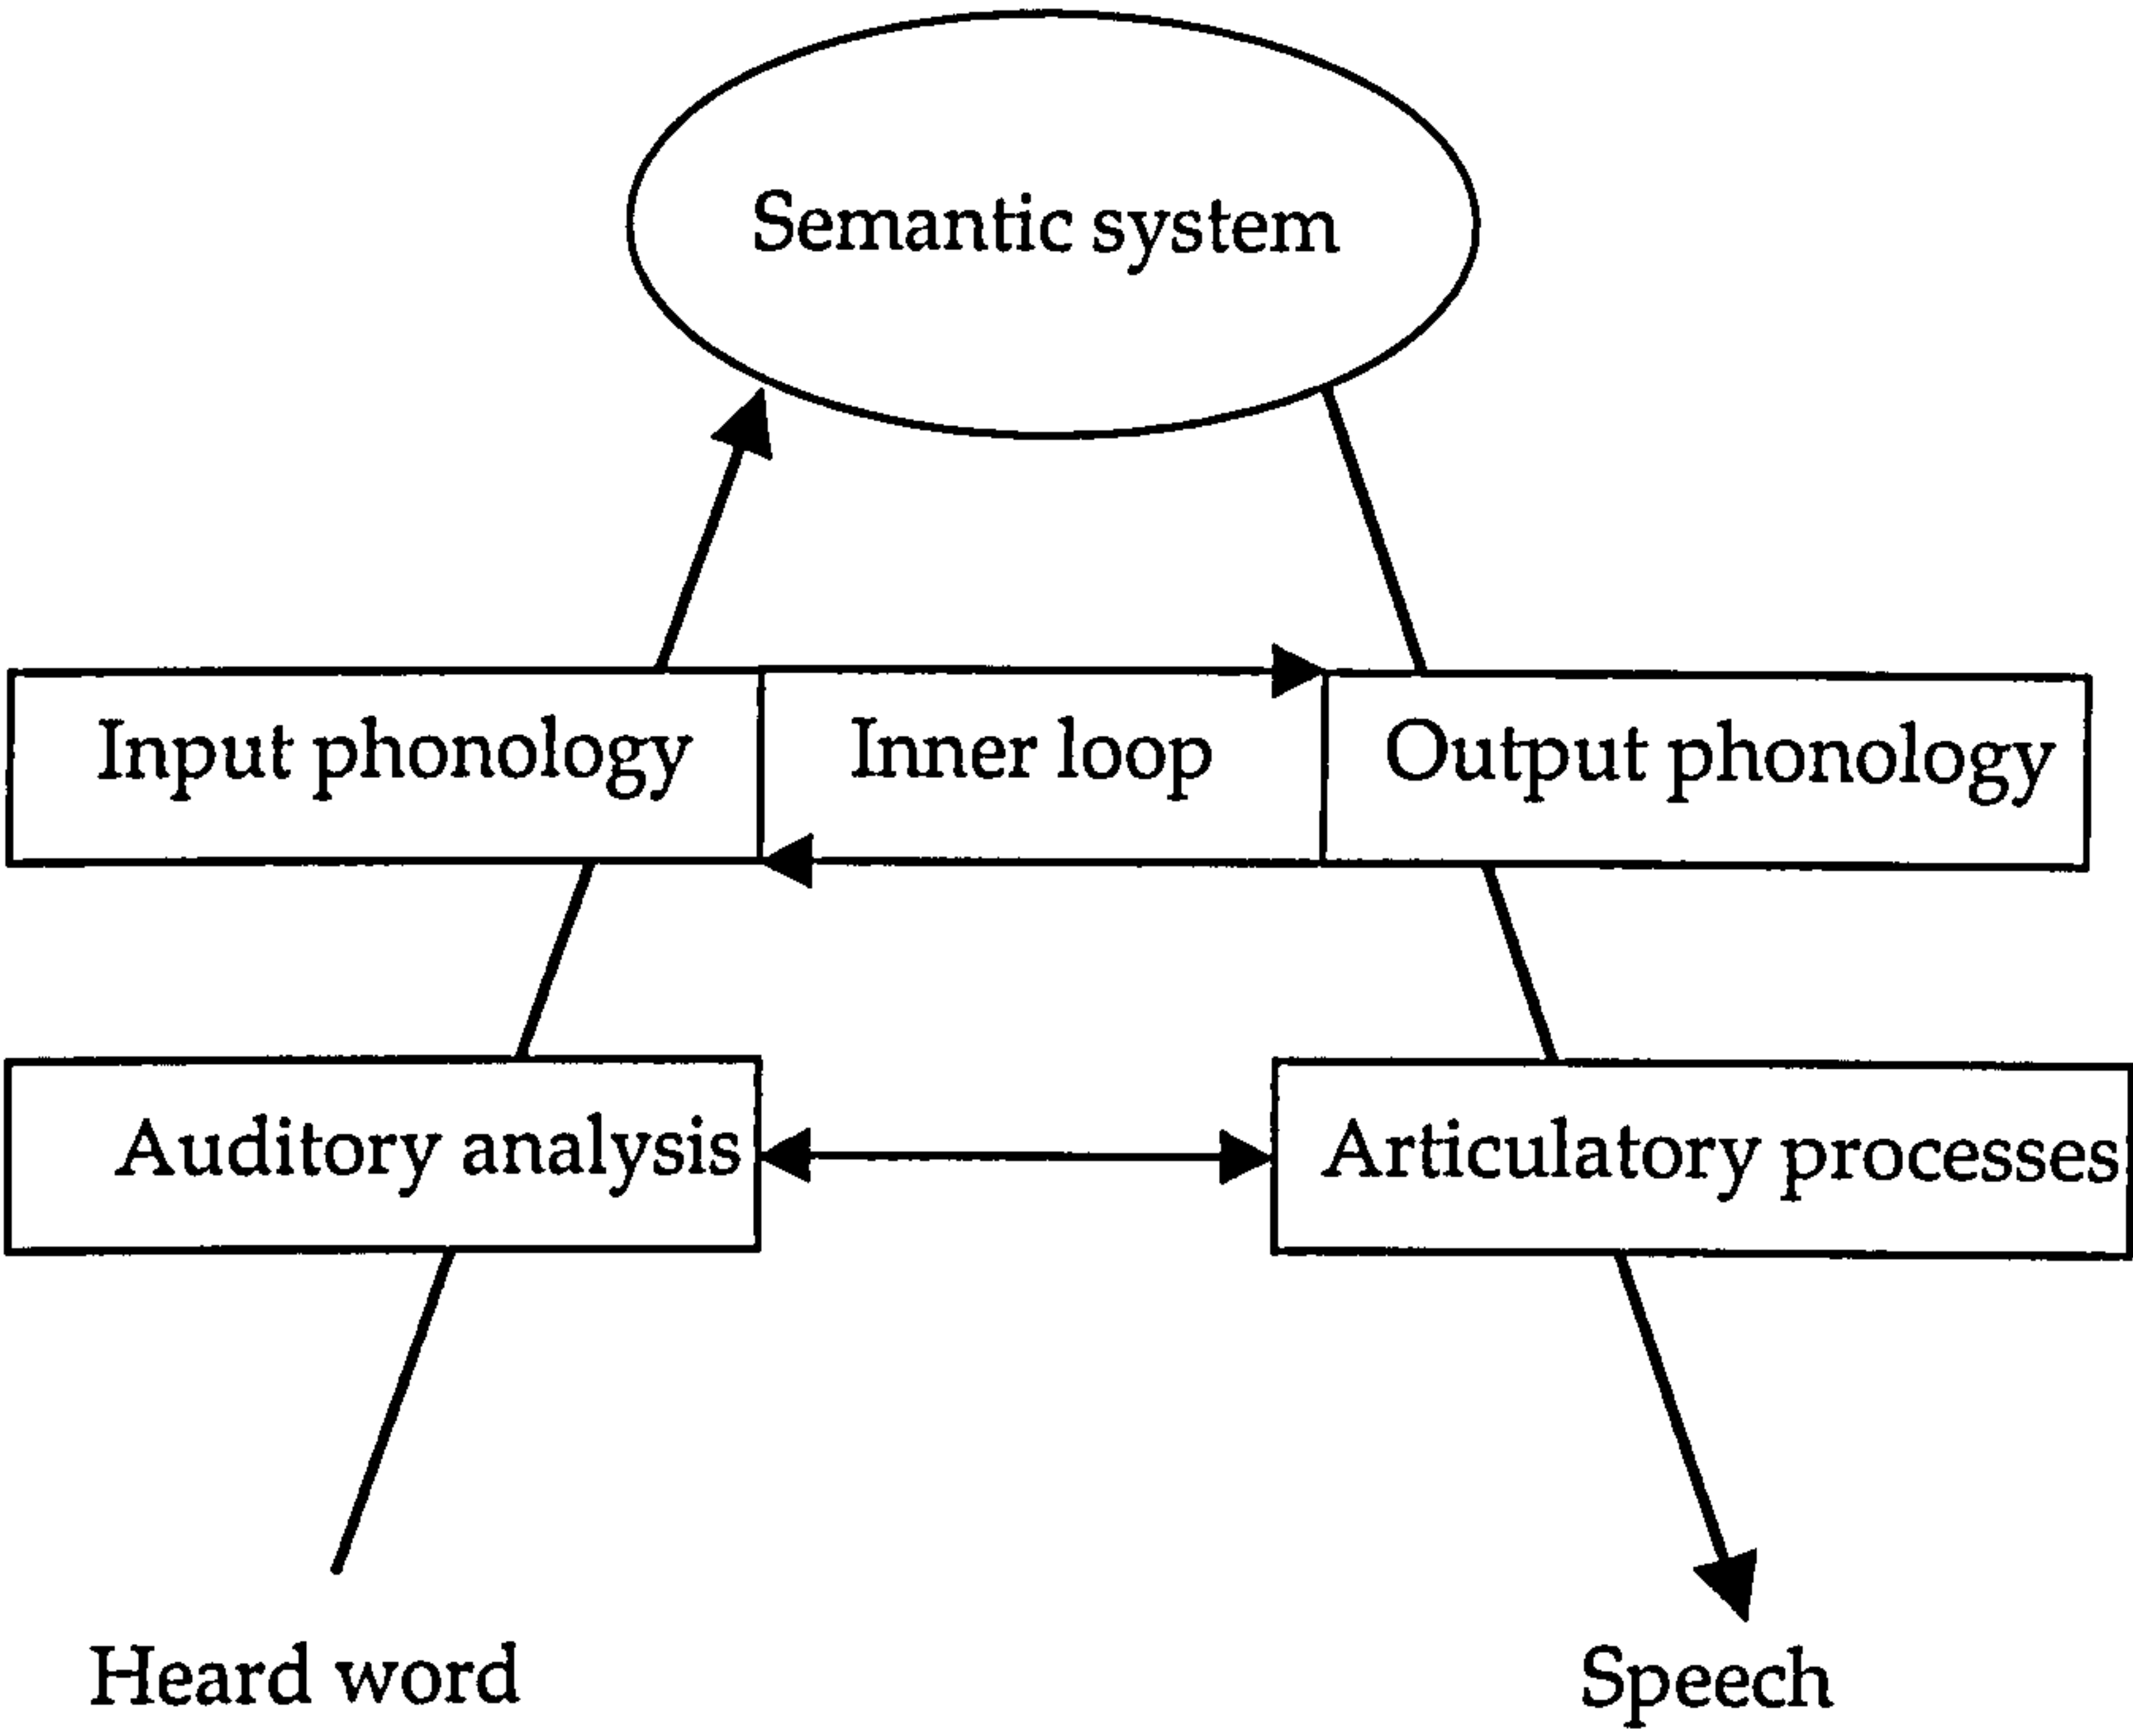 Semantic system
Input phonology
Inner loop
Output phonology
Auditory analysis
Articulatory processes
Heard word
Speech